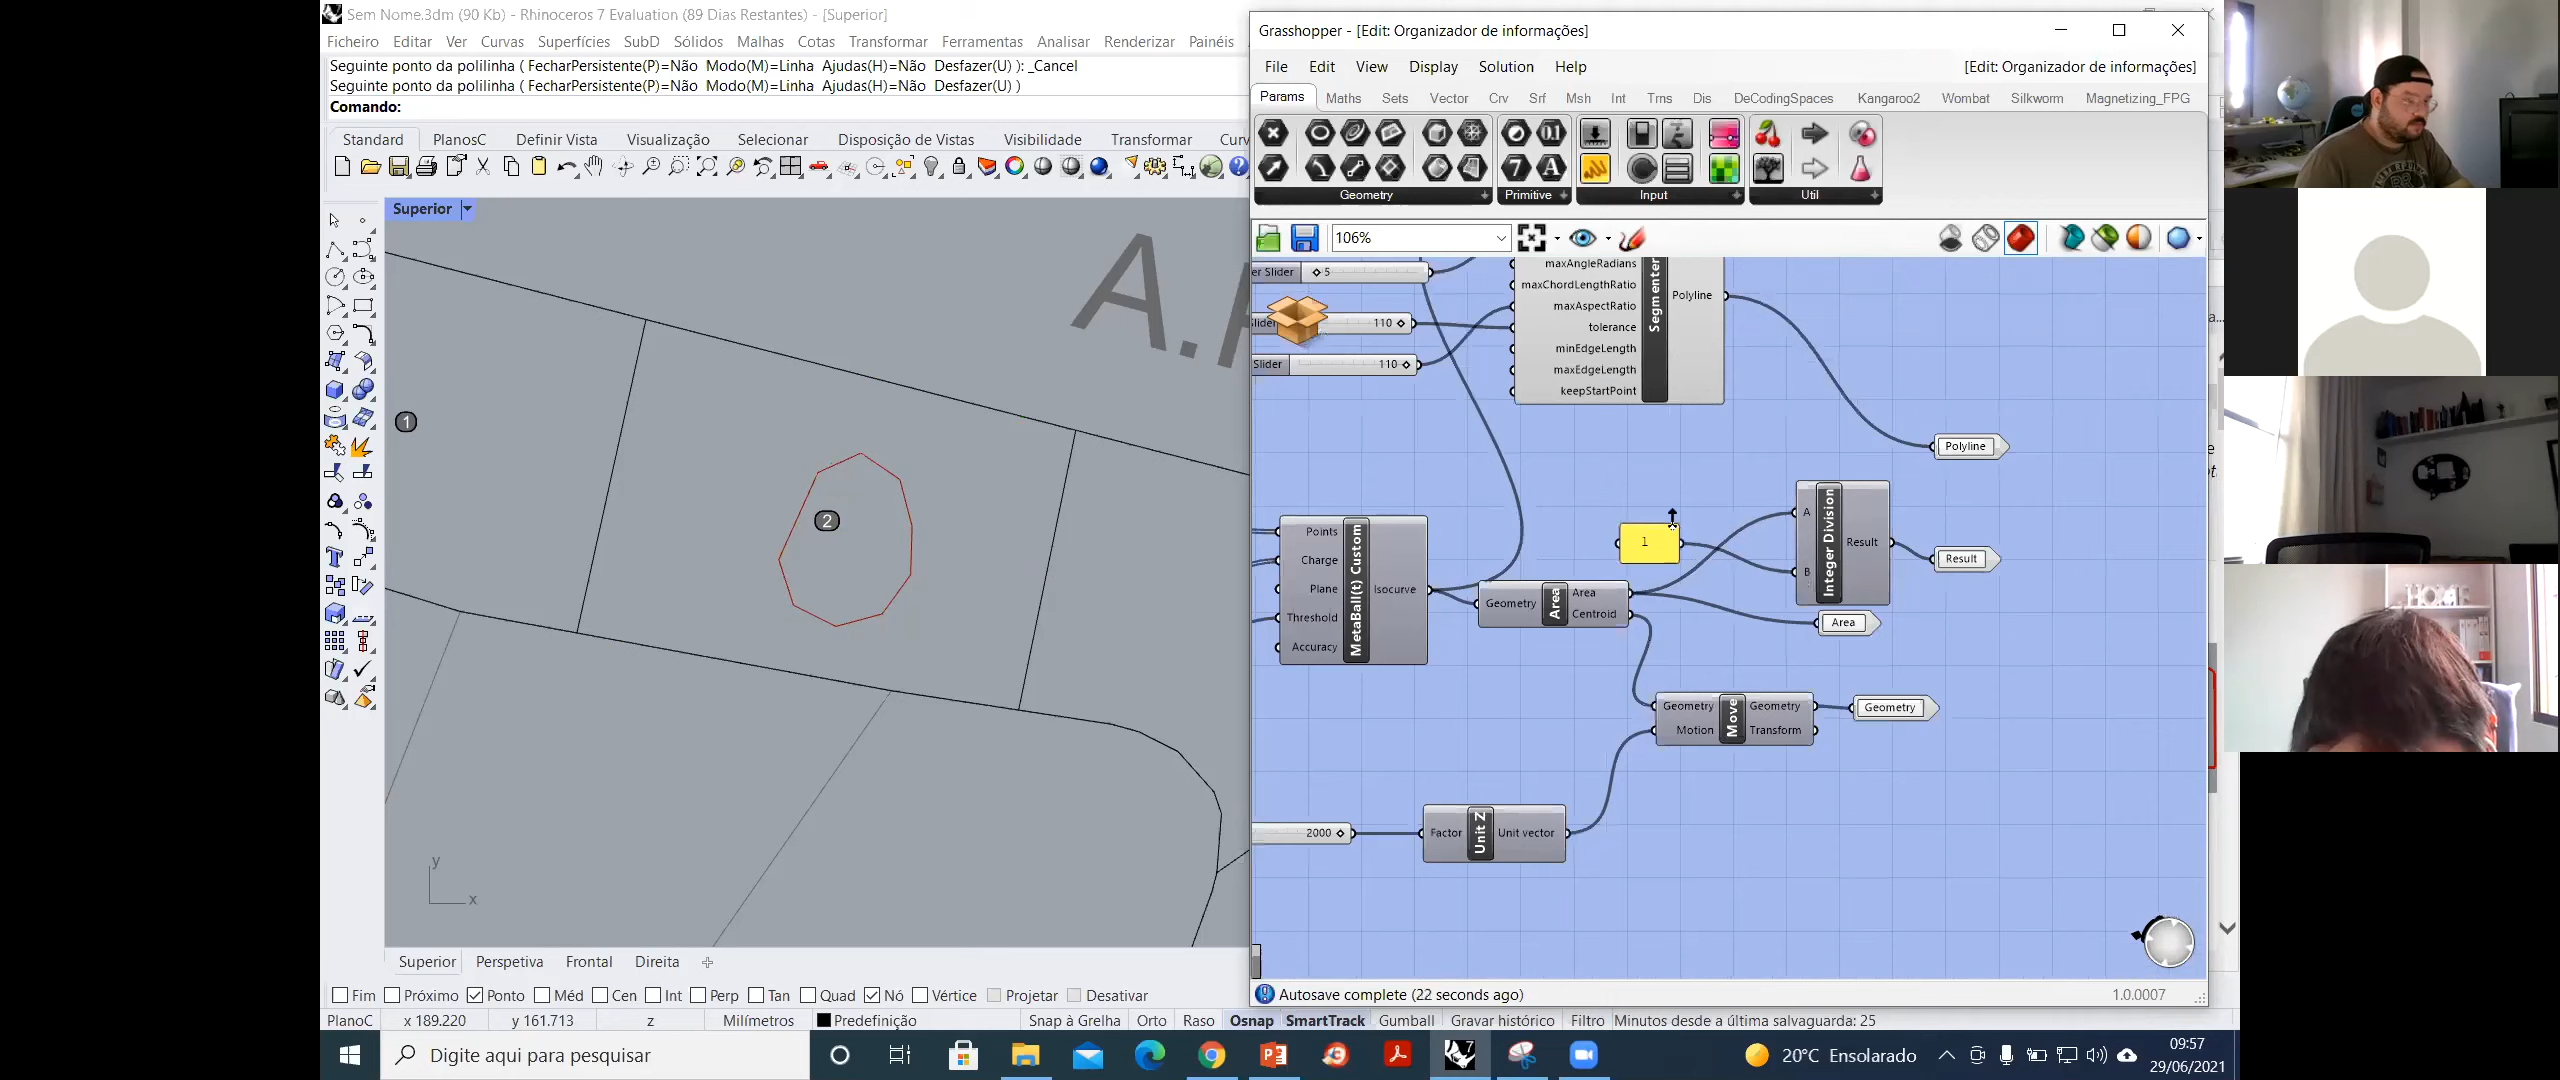 Sem Nome.3dm (90 Kb) - Rhinoceros 7 Evaluation (89 Dias Restantes) - [Superior]
Ficheiro Editar Ver Curvas Superfícies SubD Sólidos Malhas Cotas Transformar Ferramentas Analisar Renderizar Painéis
Seguinte ponto da polilinha ( FecharPersistente(P)=Não Modo(M)=Linha Ajudas(H)=Não Desfazer(U) ): _Cancel
Seguinte ponto da polilinha ( FecharPersistente(P)=Não Modo(M)=Linha Ajudas(H)=Não Desfazer(U) )
Comando:
Standard PlanosC Definir Vista Visualização Selecionar Disposição de Vistas Visibilidade Transformar
Superior
A.
1
2
y
x
Superior Perspetiva Frontal Direita
Fim Próximo Ponto Méd Cen Int Perp Tan Quad Nó Vértice Projetar Desativar
PlanoC x 189.220 y 161.713 z Milímetros Predefinição Snap à Grelha Orto Raso Osnap SmartTrack Gumball Gravar histórico Filtro Minutos desde a última salvaguarda: 25
Grasshopper - [Edit: Organizador de informações]
File Edit View Display Solution Help [Edit: Organizador de informações]
Params Maths Sets Vector Crv Srf Msh Int Trns Dis DeCodingSpaces Kangaroo2 Wombat Silkworm Magnetizing_FPG
Geometry Primitive Input Util
106%
er Slider 5
110
Slider 110
maxAngleRadians
maxChordLengthRatio
maxAspectRatio
tolerance
minEdgeLength
maxEdgeLength
keepStartPoint
Segmenter
Polyline
Polyline
Points
Charge
Plane
Threshold
Accuracy
MetaBall(t) Custom
Isocurve
1
Geometry
Area
Area
Centroid
A
B
Integer Division
Result
Result
Area
Geometry
Motion
Move
Geometry
Transform
Geometry
2000
Factor
Unit Z
Unit vector
Autosave complete (22 seconds ago)
1.0.0007
Digite aqui para pesquisar
20°C Ensolarado
09:57
29/06/2021
HOME